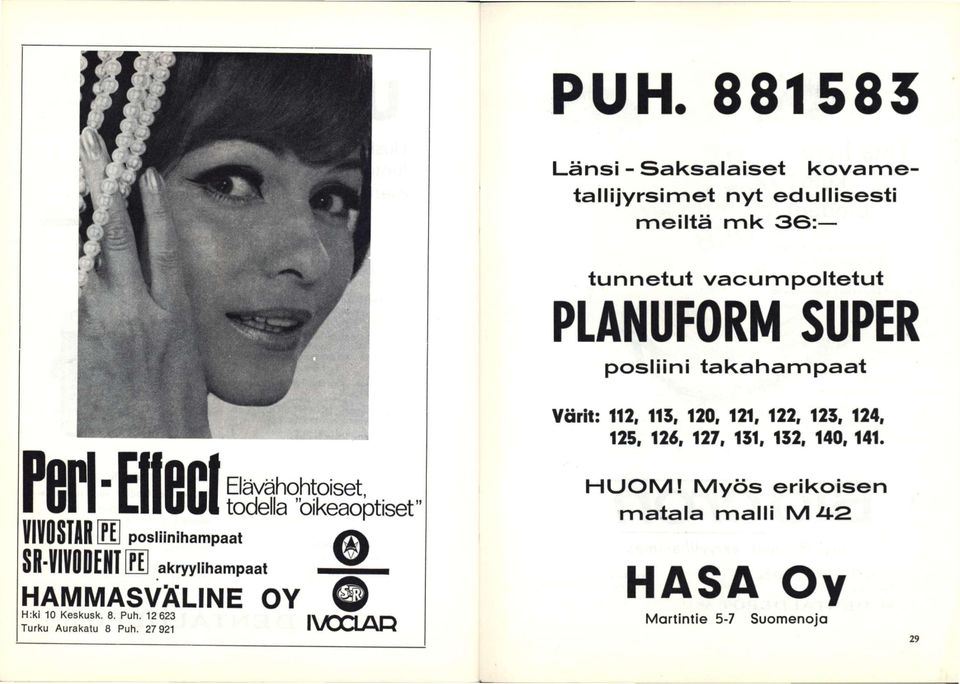 Perl-Effect
Elävähohtoiset,
todella "oikeaoptiset"
VIVOSTAR PE posliinihampaat
SR-VIVODENT PE akryylihampaat
HAMMASVÄLINE OY
H:ki 10 Keskusk. 8. Puh. 12 623
Turku Aurakatu 8 Puh. 27 921
SR
IVOCLAR
PUH. 881583
Länsi - Saksalaiset kovame-
tallijyrsimet nyt edullisesti
meiltä mk 36:—
tunnetut vacumpoltetut
PLANUFORM SUPER
posliini takahampaat
Värit: 112, 113, 120, 121, 122, 123, 124,
125, 126, 127, 131, 132, 140, 141.
HUOM! Myös erikoisen
matala malli M 42
HASA Oy
Martintie 5-7 Suomenoja
29